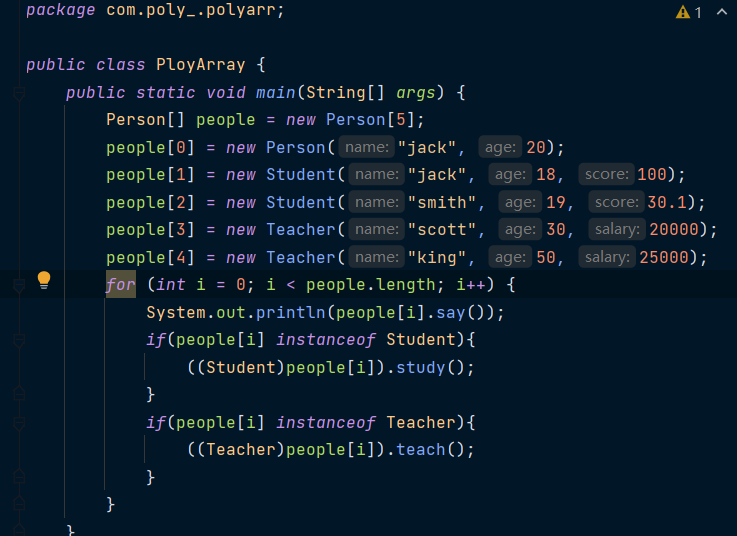 package com.poly_.polyarr;
1
public class PloyArray {
    public static void main(String[] args) {
        Person[] people = new Person[5];
        people[0] = new Person( name: "jack", age: 20);
        people[1] = new Student( name: "jack", age: 18, score: 100);
        people[2] = new Student( name: "smith", age: 19, score: 30.1);
        people[3] = new Teacher( name: "scott", age: 30, salary: 20000);
        people[4] = new Teacher( name: "king", age: 50, salary: 25000);
        for (int i = 0; i < people.length; i++) {
            System.out.println(people[i].say());
            if(people[i] instanceof Student){
                ((Student)people[i]).study();
            }
            if(people[i] instanceof Teacher){
                ((Teacher)people[i]).teach();
            }
        }
    }